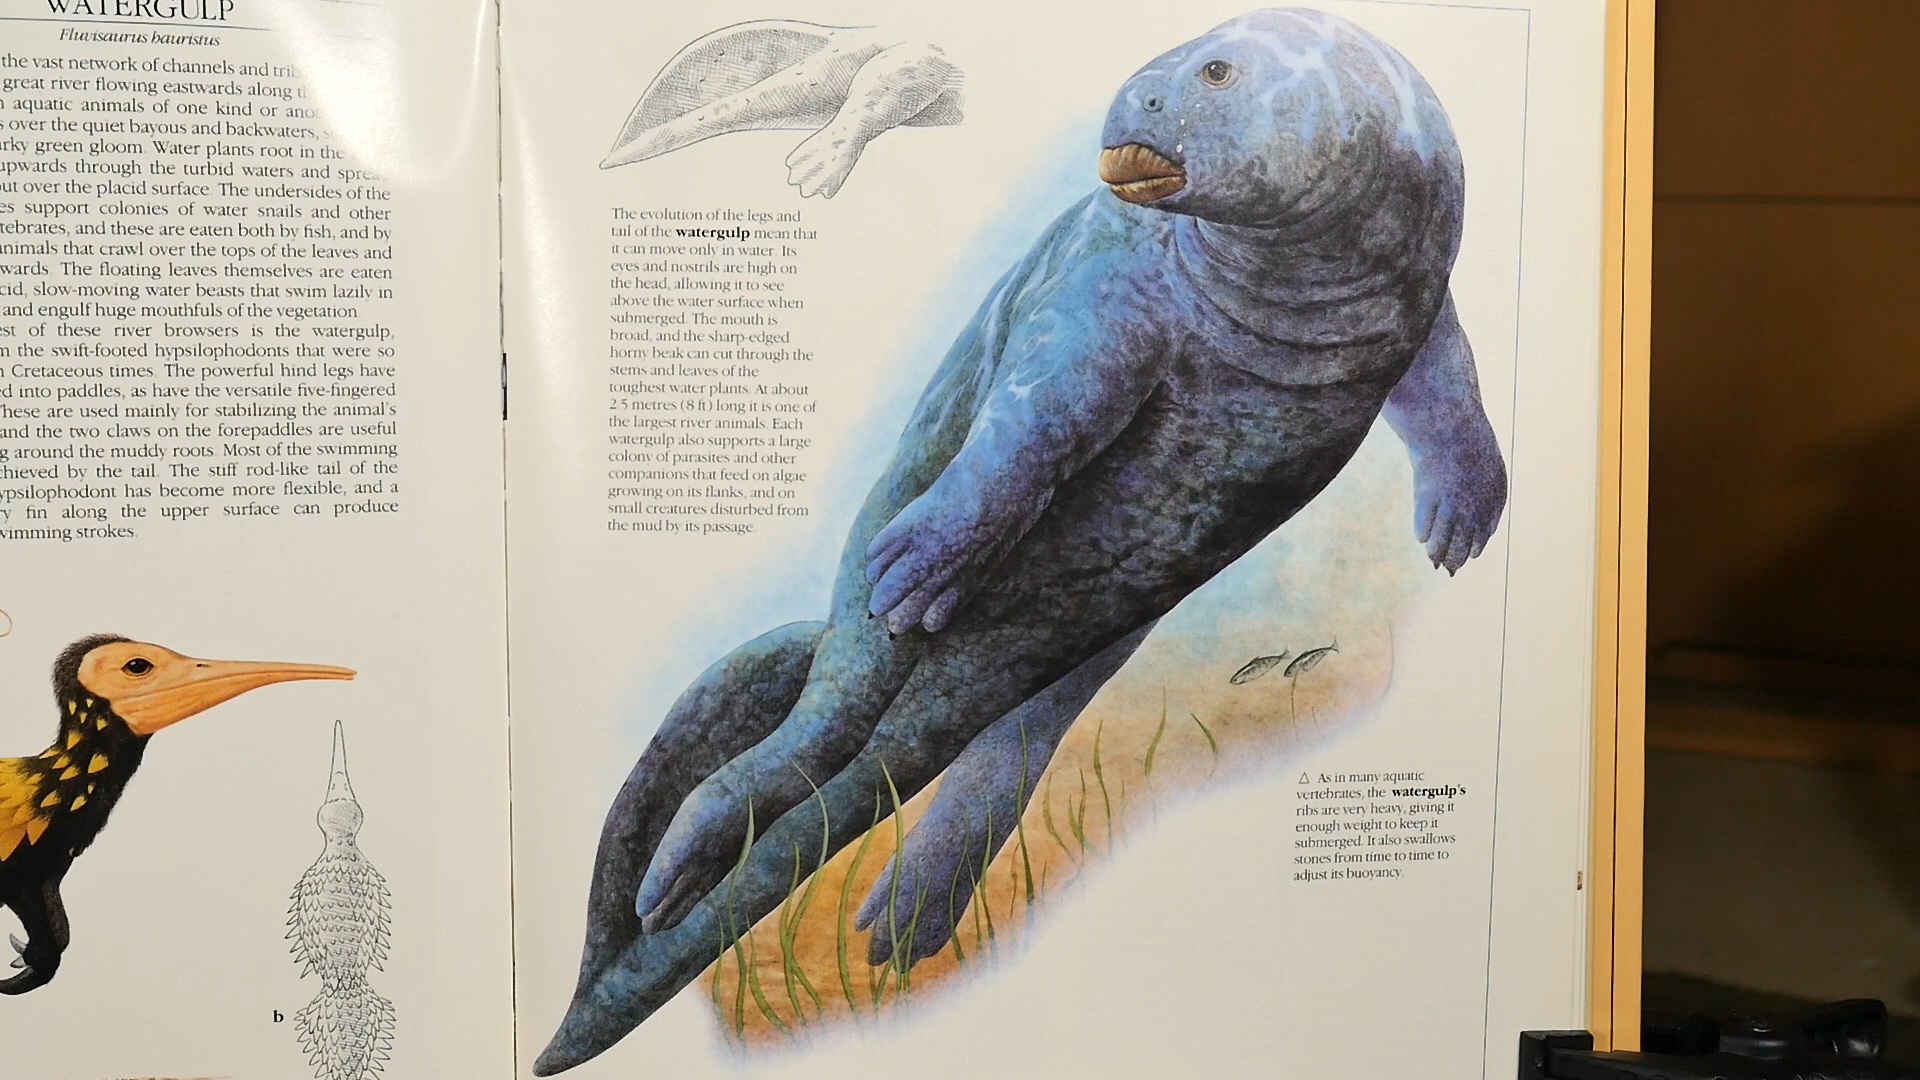 WATERGULP
Fluvisaurus hauristus
the vast network of channels and
great river flowing eastwards along
aquatic animals of one kind or
over the quiet bayous and backwaters,
green gloom. Water plants root in the
upwards through the turbid waters and
out over the placid surface. The undersides of the
support colonies of water snails and other
and these are eaten both by fish, and by
animals that crawl over the tops of the leaves and
The floating leaves themselves are eaten
slow-moving water beasts that swim lazily in
and engulf huge mouthfuls of the vegetation.
of these river browsers is the watergulp,
the swift-footed hypsilophodonts that were so
Cretaceous times. The powerful hind legs have
into paddles, as have the versatile five-fingered
These are used mainly for stabilizing the animal's
and the two claws on the forepaddles are useful
around the muddy roots. Most of the swimming
by the tail. The stiff rod-like tail of the
has become more flexible, and a
fin along the upper surface can produce
strokes.
b
The evolution of the legs and
tail of the watergulp mean that
it can move only in water. Its
eyes and nostrils are high on
the head, allowing it to see
above the water surface when
submerged. The mouth is
broad, and the sharp-edged
horny beak can cut through the
stems and leaves of the
toughest water plants. At about
2.5 metres (8 ft) long it is one of
the largest river animals. Each
watergulp also supports a large
colony of parasites and other
companions that feed on algae
growing on its flanks, and on
small creatures disturbed from
the mud by its passage.
△ As in many aquatic
vertebrates, the watergulp's
ribs are very heavy, giving it
enough weight to keep it
submerged. It also swallows
stones from time to time to
adjust its buoyancy.